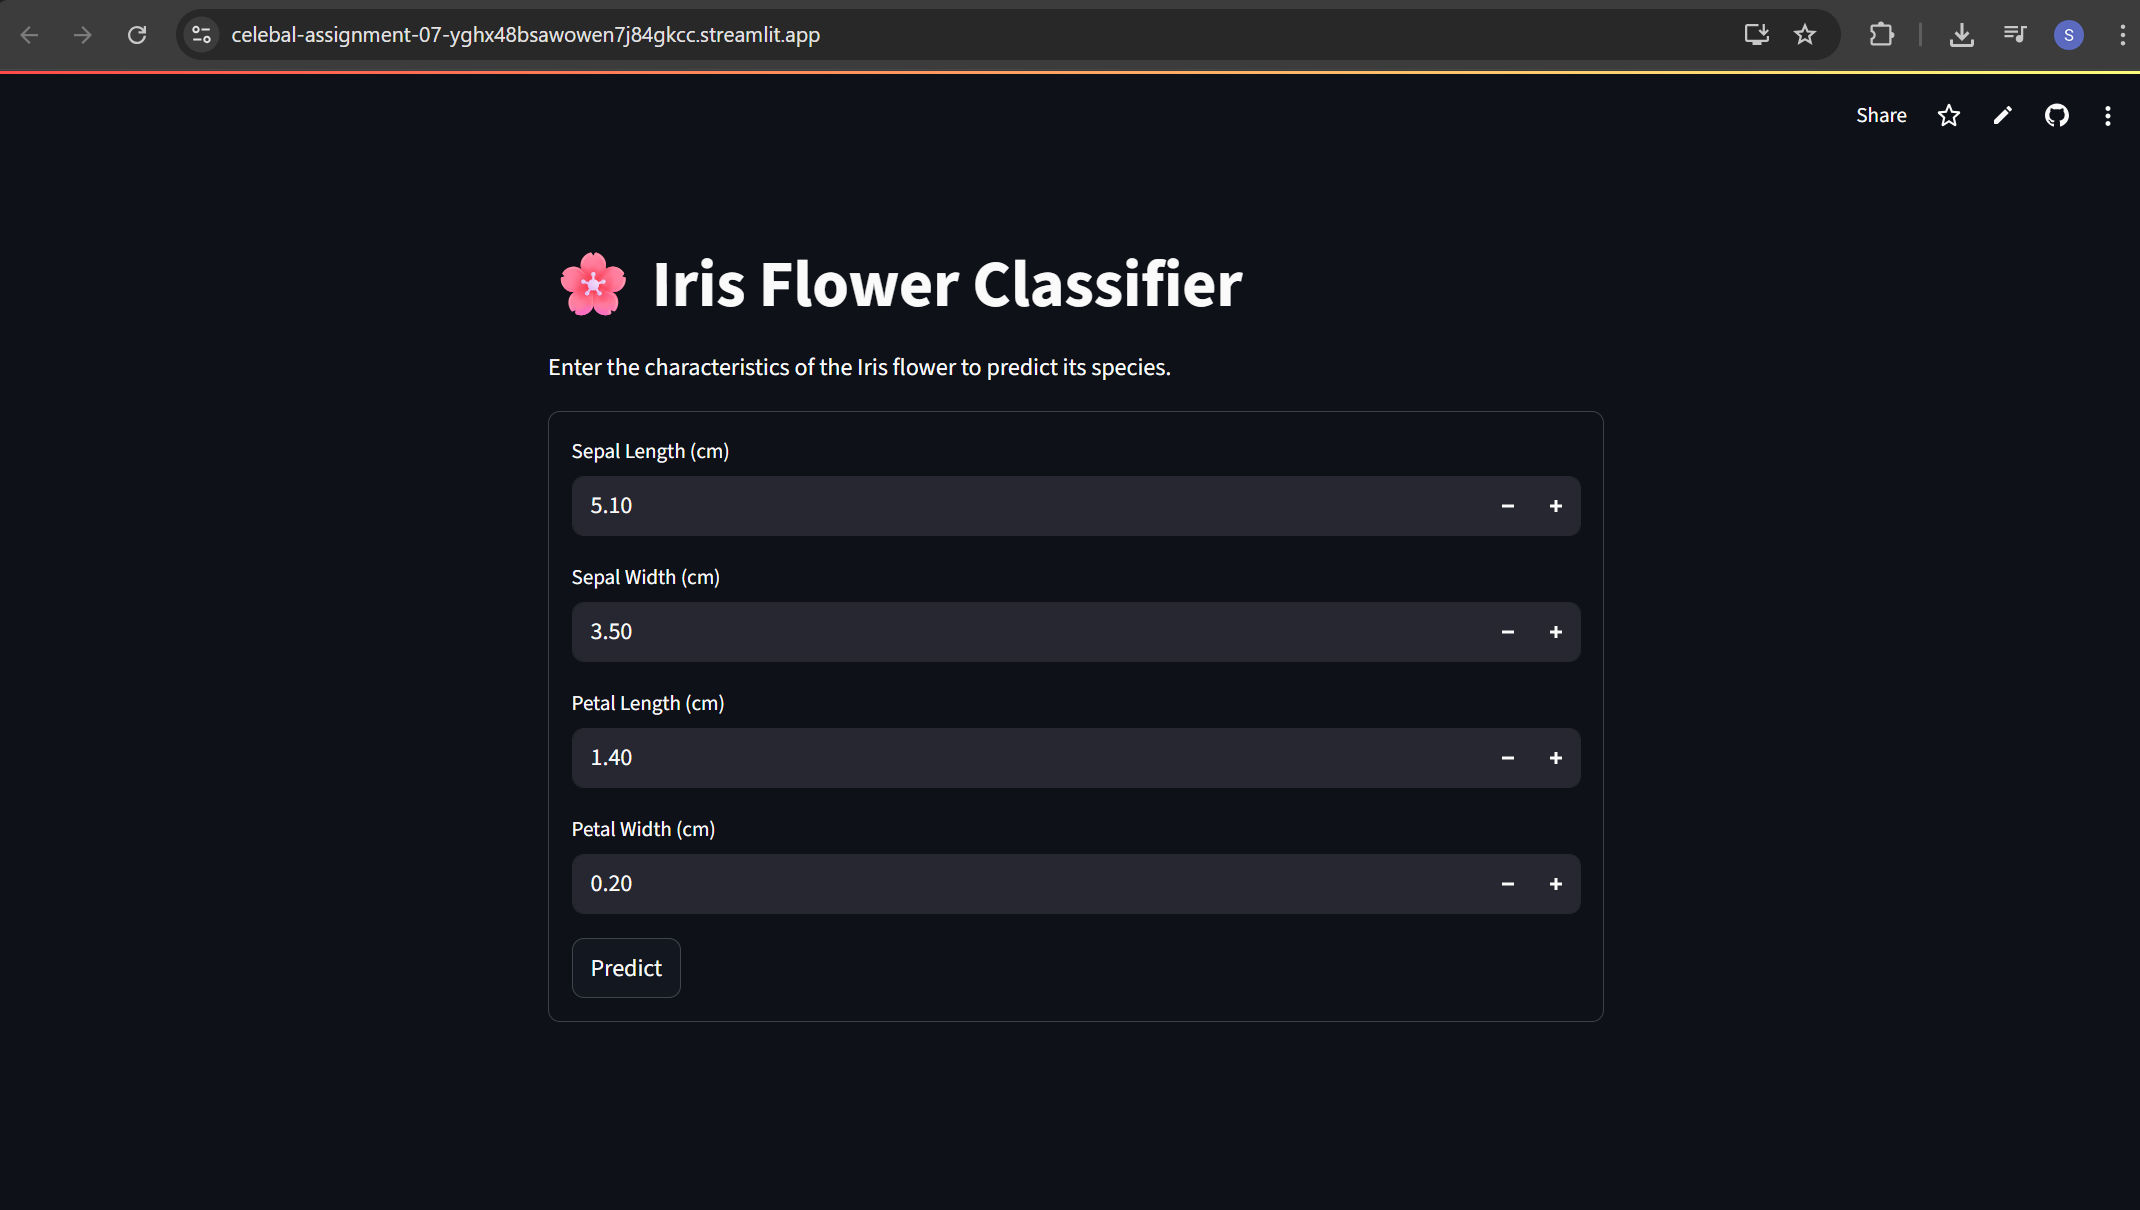 celebal-assignment-07-yghx48bsawowen7j84gkcc.streamlit.app
S
Share
Iris Flower Classifier
Enter the characteristics of the Iris flower to predict its species.
Sepal Length (cm)
5.10
Sepal Width (cm)
3.50
Petal Length (cm)
1.40
Petal Width (cm)
0.20
Predict